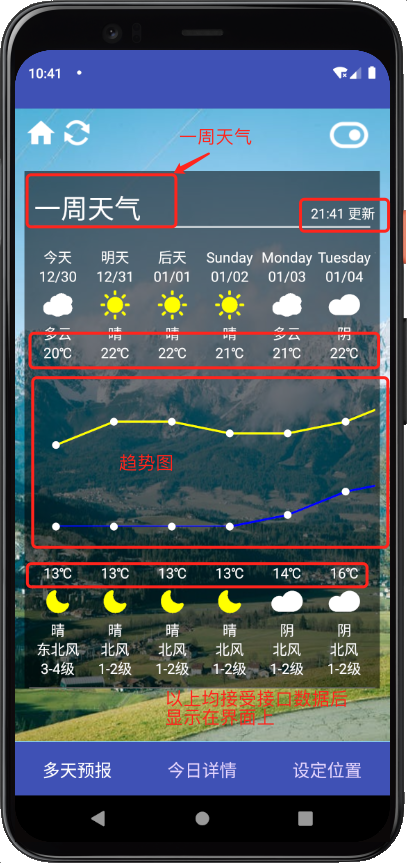 10:41
一周天气
一周天气
21:41 更新
今天 明天 后天 Sunday Monday Tuesday
12/30 12/31 01/01 01/02 01/03 01/04
多云 晴 晴 晴 多云 阴
20℃ 22℃ 22℃ 21℃ 21℃ 22℃
趋势图
13℃ 13℃ 13℃ 13℃ 14℃ 16℃
晴 晴 晴 晴 阴 阴
东北风 北风 北风 北风 北风 北风
3-4级 1-2级 1-2级 1-2级 1-2级 1-2级
以上均接受接口数据后
显示在界面上
多天预报 今日详情 设定位置